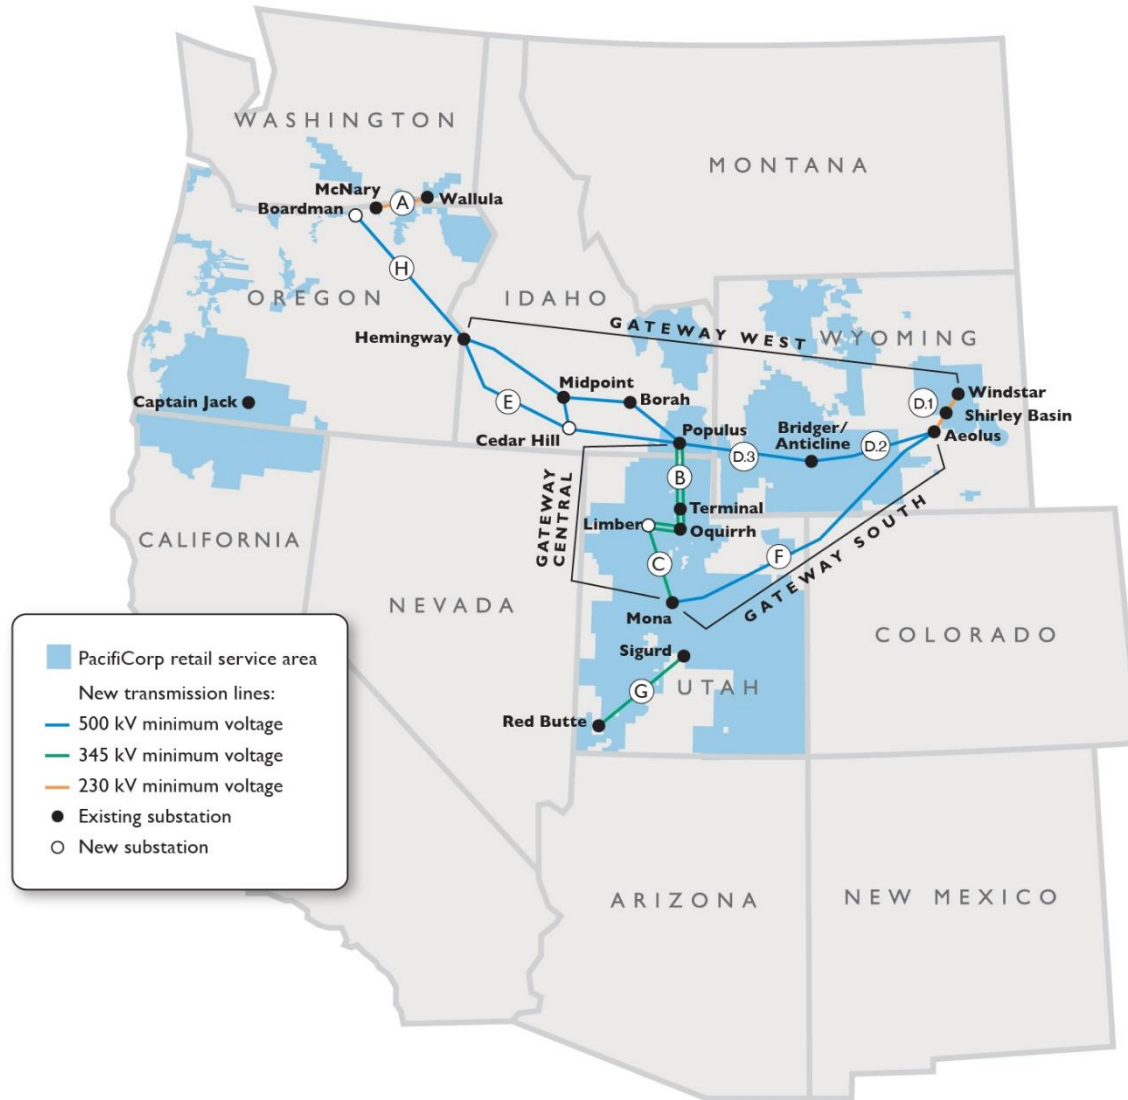 WASHINGTON
MONTANA
McNary
A
Wallula
Boardman
H
OREGON
IDAHO
GATEWAY WEST
WYOMING
Hemingway
Midpoint
Borah
Windstar
D.1
Shirley Basin
Captain Jack
E
Cedar Hill
Populus
Bridger/
Anticline
D.2
Aeolus
D.3
B
GATEWAY
CENTRAL
Terminal
Limber
Oquirrh
GATEWAY SOUTH
CALIFORNIA
C
F
NEVADA
Mona
COLORADO
Sigurd
UTAH
G
Red Butte
PacifiCorp retail service area
New transmission lines:
500 kV minimum voltage
345 kV minimum voltage
230 kV minimum voltage
Existing substation
New substation
ARIZONA
NEW MEXICO